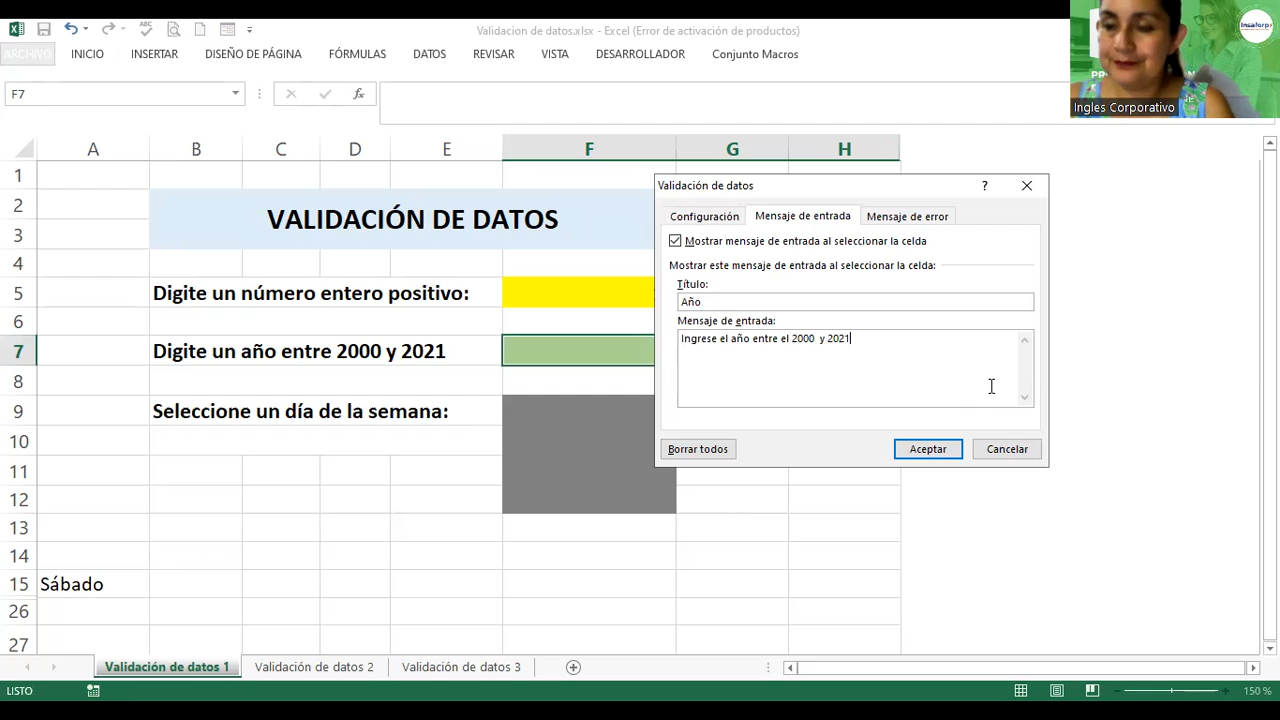 Validacion de datos.xlsx - Excel (Error de activación de productos)
ARCHIVO INICIO INSERTAR DISEÑO DE PÁGINA FÓRMULAS DATOS REVISAR VISTA DESARROLLADOR Conjunto Macros
F7 fx
Ingles Corporativo
A B C D E F G H
1
2
3
VALIDACIÓN DE DATOS
4
5 Digite un número entero positivo:
6
7 Digite un año entre 2000 y 2021
8
9 Seleccione un día de la semana:
10
11
12
13
14
15 Sábado
26
27
Validación de datos ?
Configuración Mensaje de entrada Mensaje de error
Mostrar mensaje de entrada al seleccionar la celda
Mostrar este mensaje de entrada al seleccionar la celda:
Título:
Año
Mensaje de entrada:
Ingrese el año entre el 2000 y 2021
Borrar todos Aceptar Cancelar
Validación de datos 1 Validación de datos 2 Validación de datos 3
LISTO 150 %